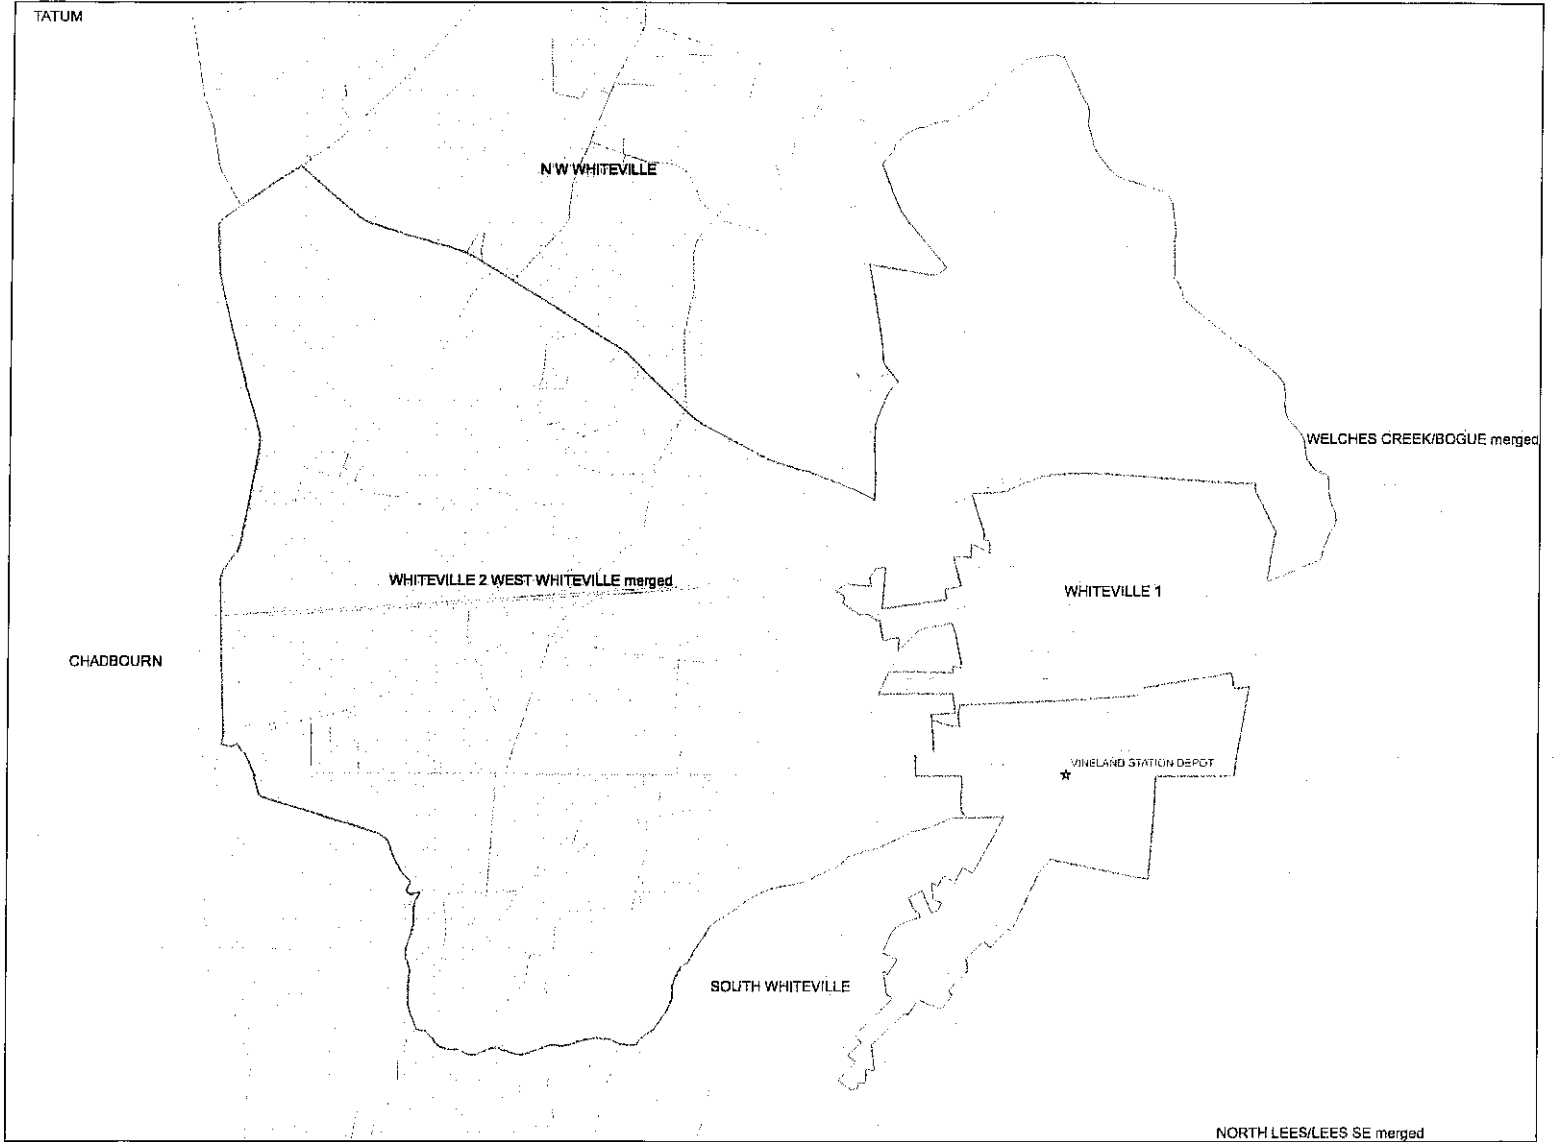 TATUM
N W WHITEVILLE
WELCHES CREEK/BOGUE merged
WHITEVILLE 2 WEST WHITEVILLE merged
WHITEVILLE 1
CHADBOURN
VINELAND STATION DEPOT
SOUTH WHITEVILLE
NORTH LEES/LEES SE merged